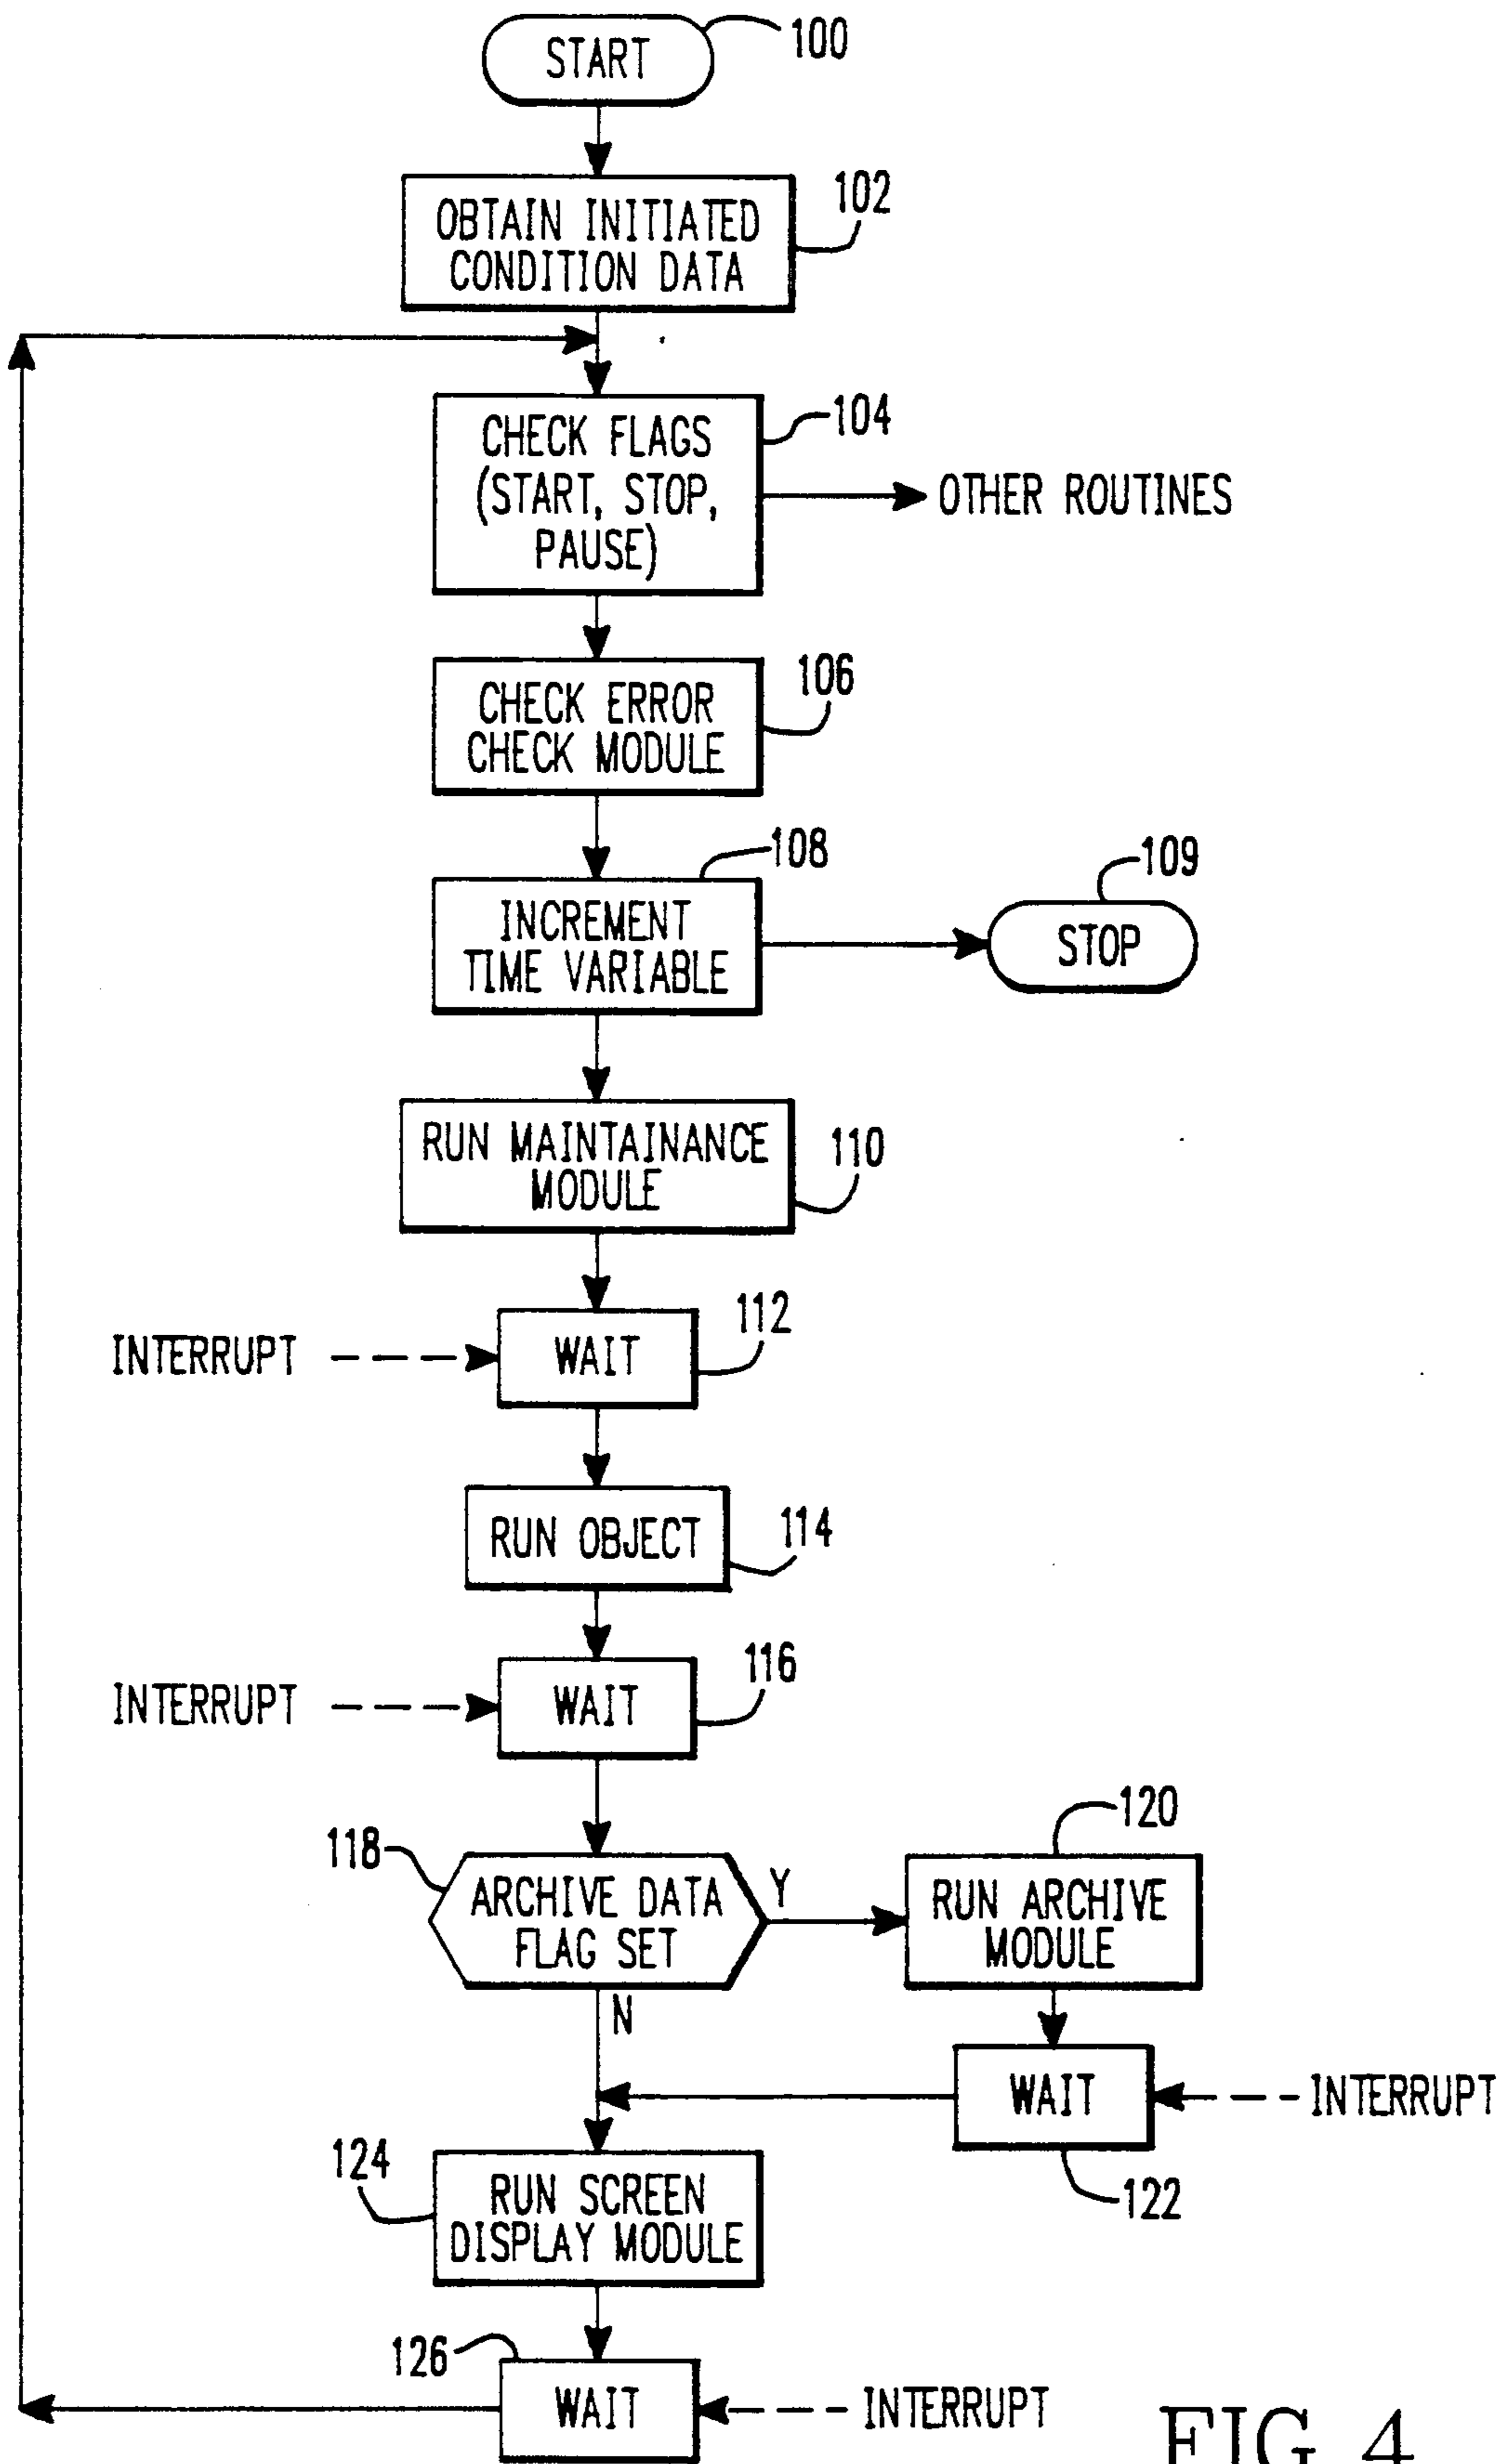 START
100
OBTAIN INITIATED
CONDITION DATA
102
CHECK FLAGS
(START, STOP,
PAUSE)
104
OTHER ROUTINES
CHECK ERROR
CHECK MODULE
106
INCREMENT
TIME VARIABLE
108
STOP
109
RUN MAINTAINANCE
MODULE
110
INTERRUPT
WAIT
112
RUN OBJECT
114
INTERRUPT
WAIT
116
118
ARCHIVE DATA
FLAG SET
Y
N
RUN ARCHIVE
MODULE
120
WAIT
INTERRUPT
122
124
RUN SCREEN
DISPLAY MODULE
126
WAIT
INTERRUPT
FIG. 4